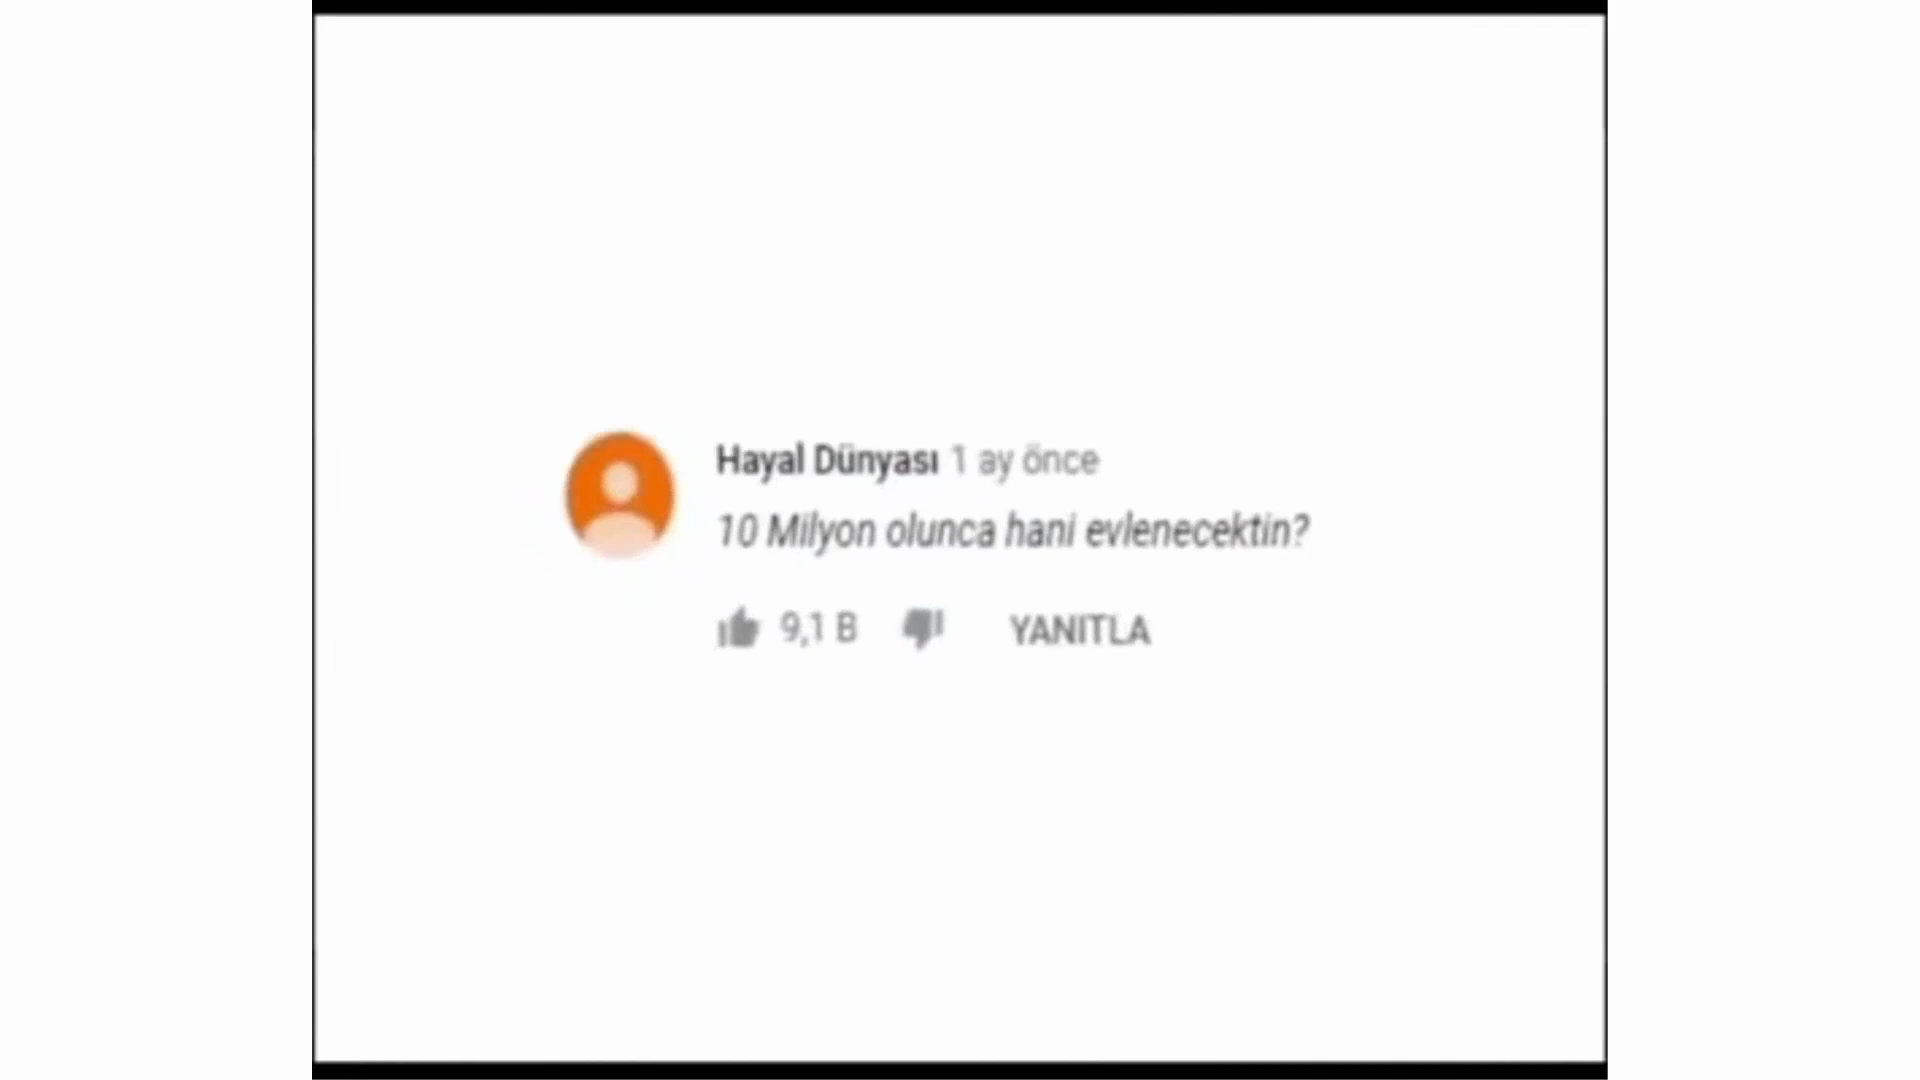 Hayal Dünyası 1 ay önce
10 Milyon olunca hani evlenecektin?
9,1 B YANITLA